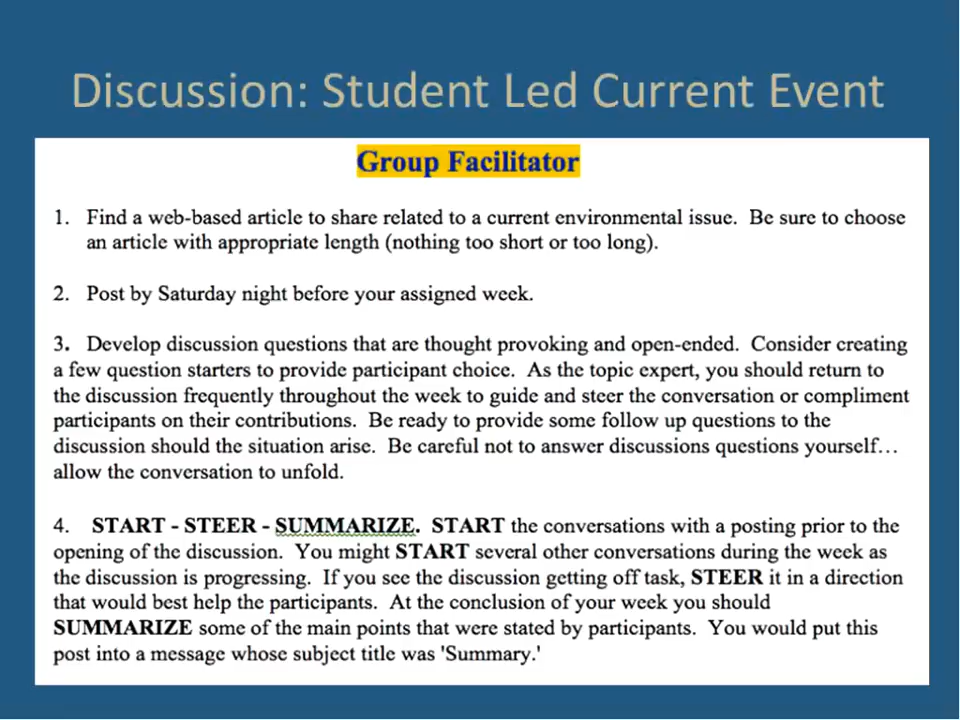 Discussion: Student Led Current Event
Group Facilitator
1. Find a web-based article to share related to a current environmental issue. Be sure to choose
an article with appropriate length (nothing too short or too long).
2. Post by Saturday night before your assigned week.
3. Develop discussion questions that are thought provoking and open-ended. Consider creating
a few question starters to provide participant choice. As the topic expert, you should return to
the discussion frequently throughout the week to guide and steer the conversation or compliment
participants on their contributions. Be ready to provide some follow up questions to the
discussion should the situation arise. Be careful not to answer discussions questions yourself…
allow the conversation to unfold.
4. START - STEER - SUMMARIZE. START the conversations with a posting prior to the
opening of the discussion. You might START several other conversations during the week as
the discussion is progressing. If you see the discussion getting off task, STEER it in a direction
that would best help the participants. At the conclusion of your week you should
SUMMARIZE some of the main points that were stated by participants. You would put this
post into a message whose subject title was 'Summary.'